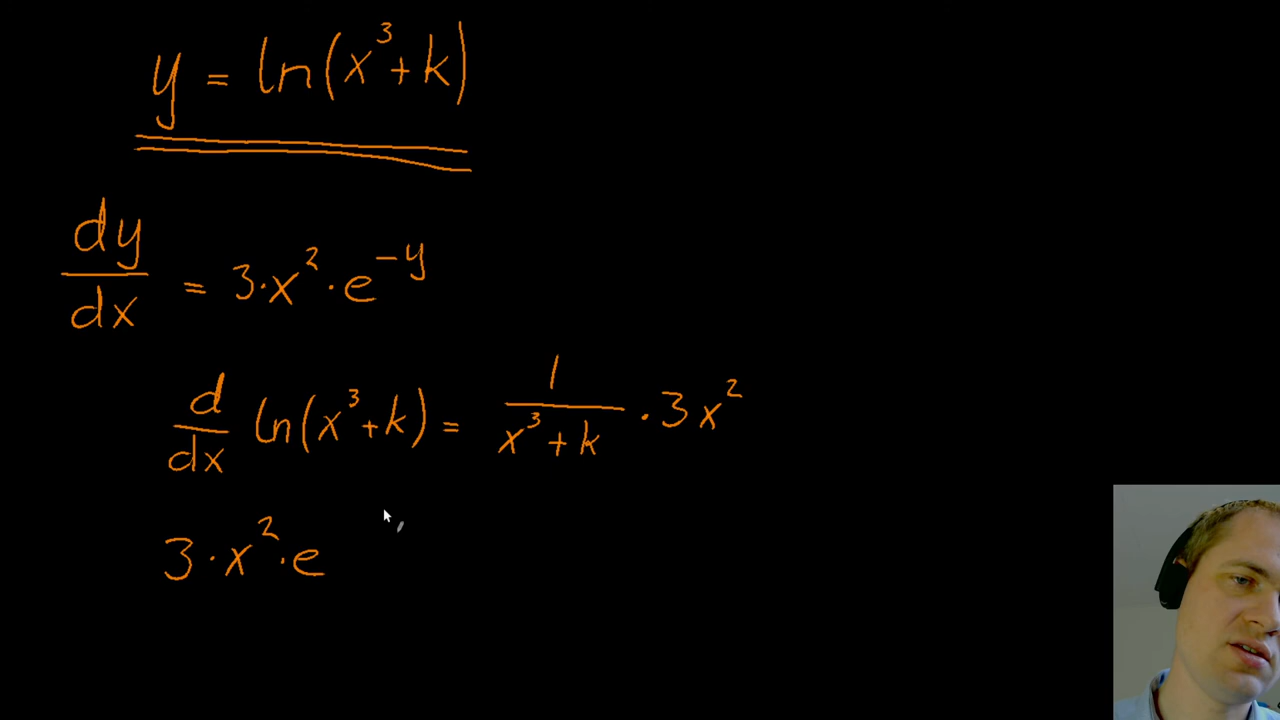 y = ln(x³+k)
dy/dx = 3·x²·e^{-y}
d/dx ln(x³+k) = 1/(x³+k) · 3x²
3·x²·e